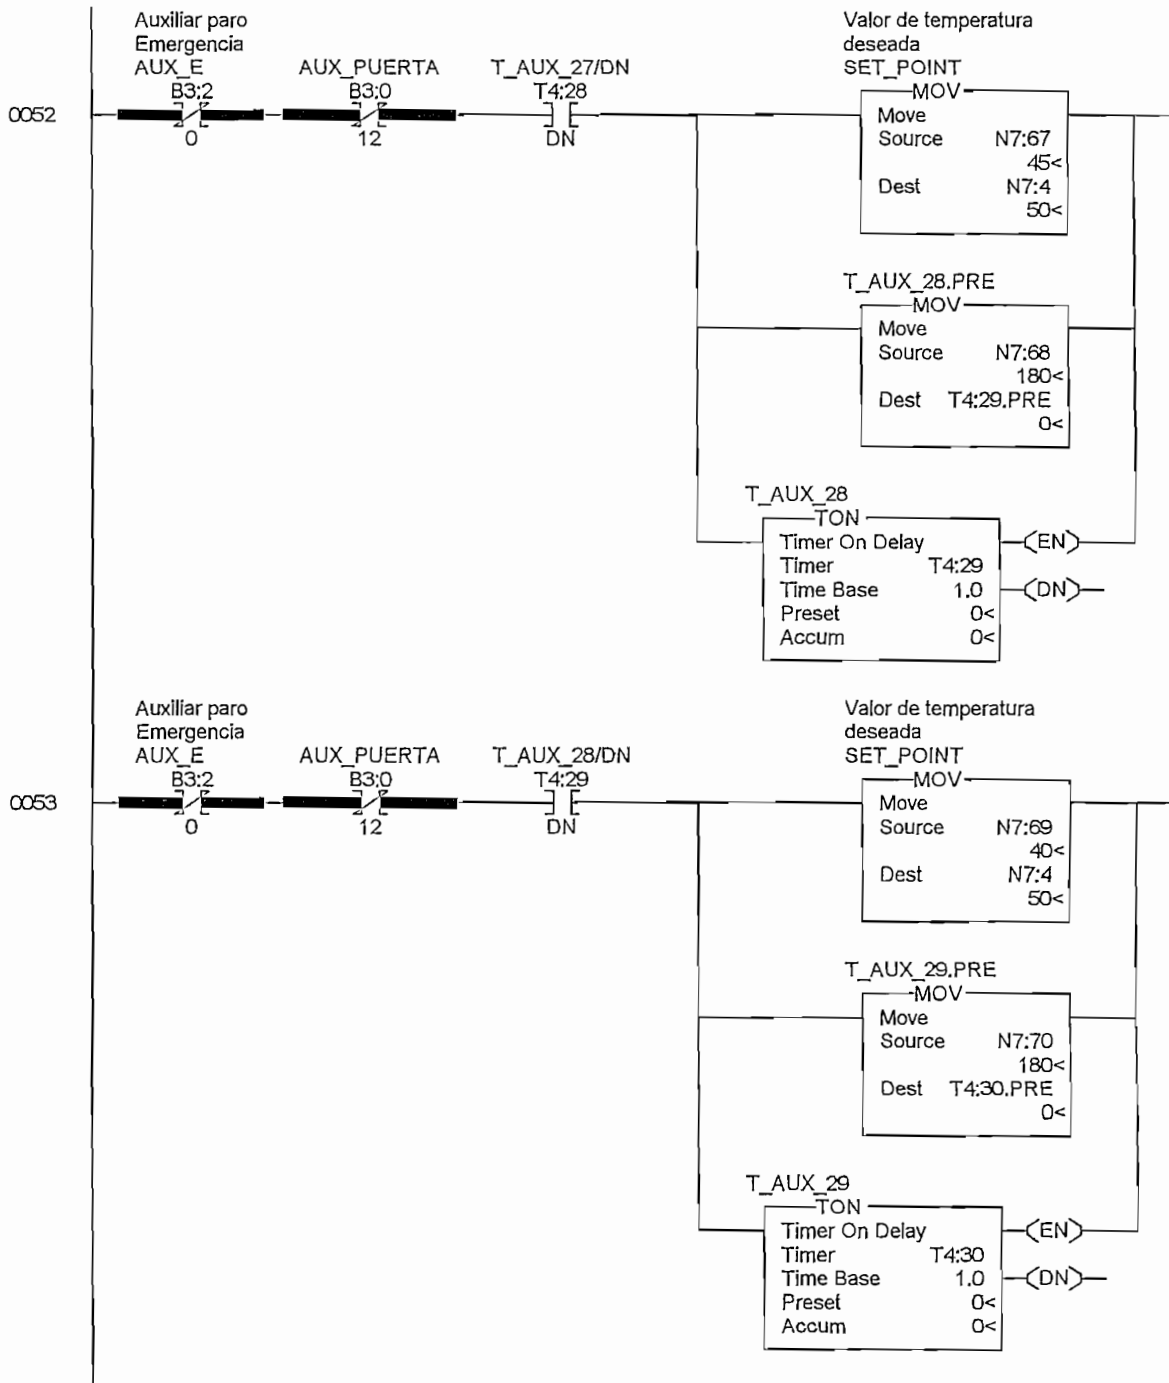 Auxiliar paro
Emergencia
AUX_E
B3:2
0
AUX_PUERTA
B3:0
12
T_AUX_27/DN
T4:28
DN
0052
Valor de temperatura
deseada
SET_POINT
MOV
Move
Source N7:67
45<
Dest N7:4
50<
T_AUX_28.PRE
MOV
Move
Source N7:68
180<
Dest T4:29.PRE
0<
T_AUX_28
TON
Timer On Delay
Timer T4:29
Time Base 1.0
Preset 0<
Accum 0<
EN
DN
Auxiliar paro
Emergencia
AUX_E
B3:2
0
AUX_PUERTA
B3:0
12
T_AUX_28/DN
T4:29
DN
0053
Valor de temperatura
deseada
SET_POINT
MOV
Move
Source N7:69
40<
Dest N7:4
50<
T_AUX_29.PRE
MOV
Move
Source N7:70
180<
Dest T4:30.PRE
0<
T_AUX_29
TON
Timer On Delay
Timer T4:30
Time Base 1.0
Preset 0<
Accum 0<
EN
DN